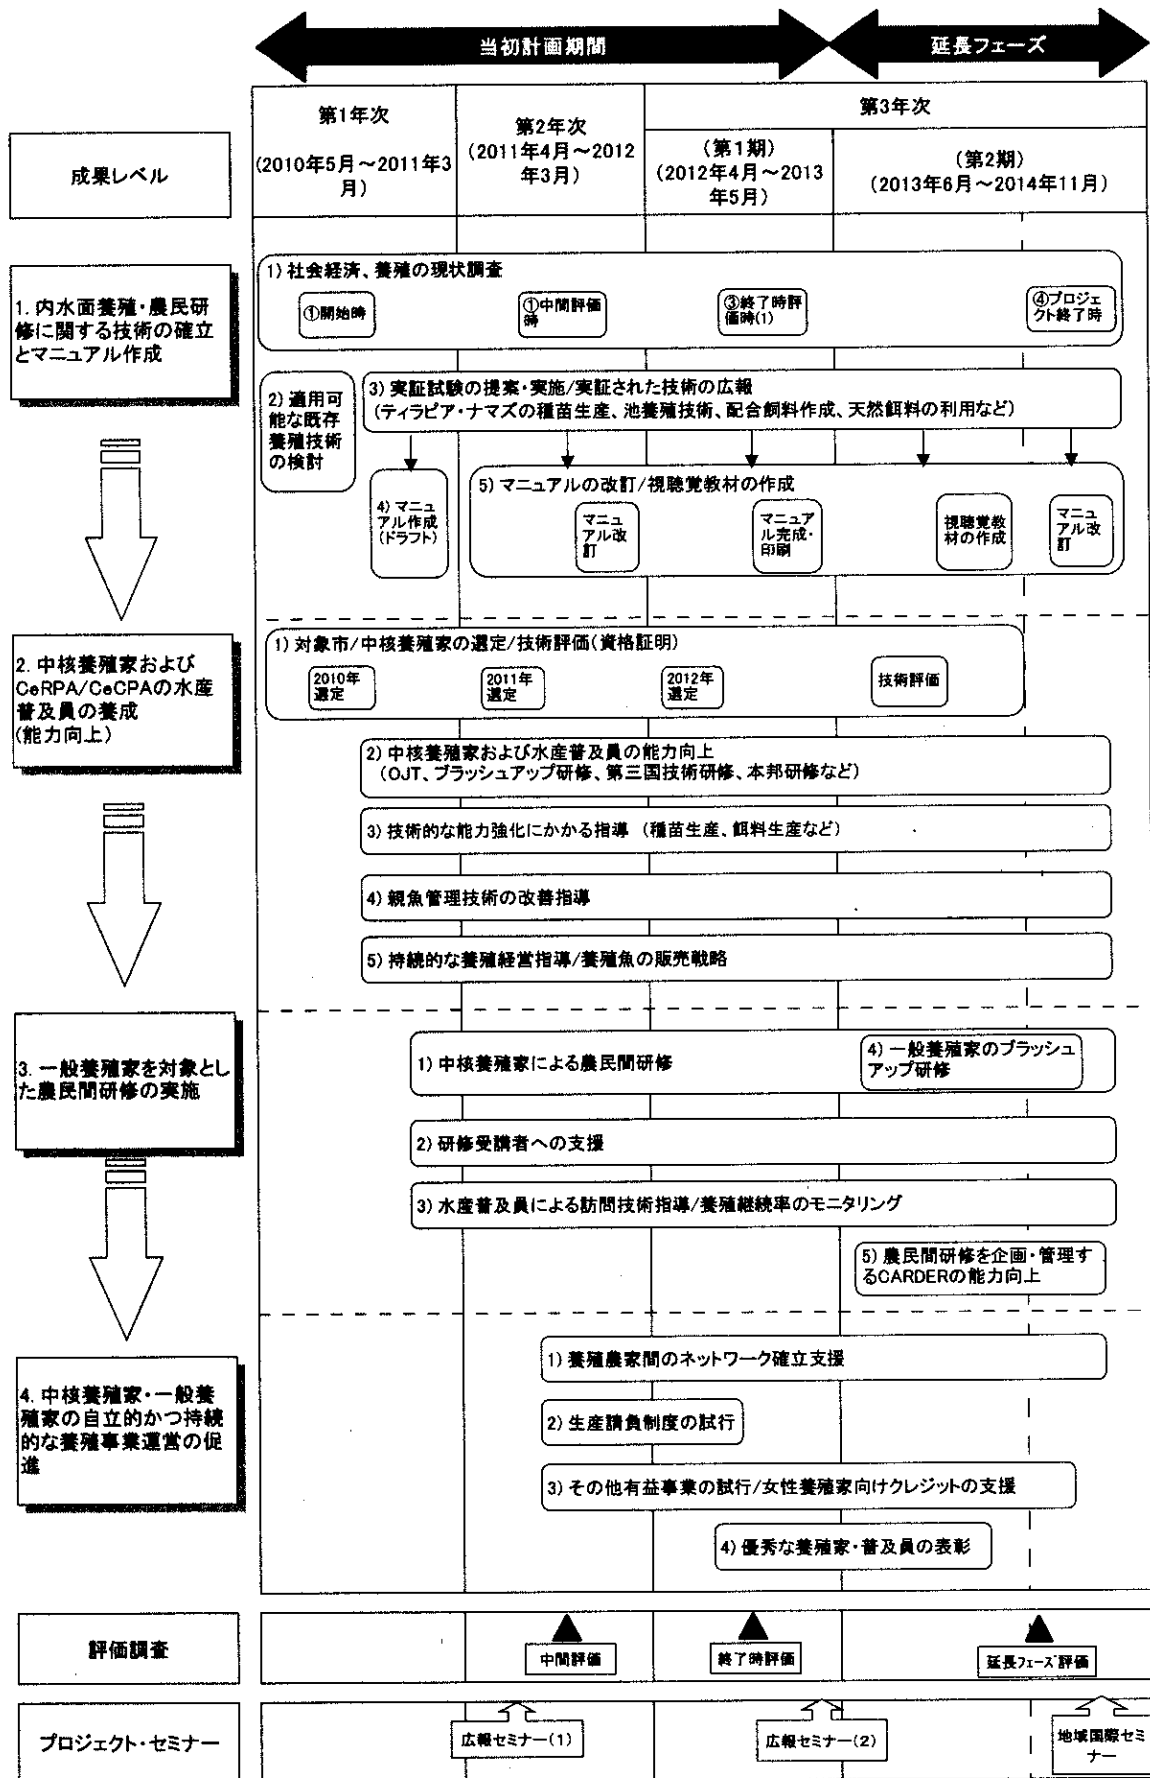 当初計画期間
延長フェーズ
成果レベル
第1年次
(2010年5月～2011年3
月)
第2年次
(2011年4月～2012
年3月)
第3年次
(第1期)
(2012年4月～2013
年5月)
(第2期)
(2013年6月～2014年11月)
1. 内水面養殖・農民研
修に関する技術の確立
とマニュアル作成
1) 社会経済、養殖の現状調査
①開始時
①中間評価
時
③終了時評
価時(1)
④プロジェ
クト終了時
2) 適用可
能な既存
養殖技術
の検討
3) 実証試験の提案・実施/実証された技術の広報
(ティラピア・ナマズの種苗生産、池養殖技術、配合飼料作成、天然餌料の利用など)
4) マニュ
アル作成
(ドラフト)
5) マニュアルの改訂/視聴覚教材の作成
マニュ
アル改
訂
マニュア
ル完成・
印刷
視聴覚教
材の作成
マニュ
アル改
訂
2. 中核養殖家および
CeRPA/CeCPAの水産
普及員の養成
(能力向上)
1) 対象市/中核養殖家の選定/技術評価(資格証明)
2010年
選定
2011年
選定
2012年
選定
技術評価
2) 中核養殖家および水産普及員の能力向上
(OJT、ブラッシュアップ研修、第三国技術研修、本邦研修など)
3) 技術的な能力強化にかかる指導 (種苗生産、餌料生産など)
4) 親魚管理技術の改善指導
5) 持続的な養殖経営指導/養殖魚の販売戦略
3. 一般養殖家を対象とし
た農民間研修の実施
1) 中核養殖家による農民間研修
4) 一般養殖家のブラッシュ
アップ研修
2) 研修受講者への支援
3) 水産普及員による訪問技術指導/養殖継続率のモニタリング
5) 農民間研修を企画・管理す
るCARDERの能力向上
4. 中核養殖家・一般養
殖家の自立的かつ持続
的な養殖事業運営の促
進
1) 養殖農家間のネットワーク確立支援
2) 生産請負制度の試行
3) その他有益事業の試行/女性養殖家向けクレジットの支援
4) 優秀な養殖家・普及員の表彰
評価調査
中間評価
終了時評価
延長フェーズ評価
プロジェクト・セミナー
広報セミナー(1)
広報セミナー(2)
地域国際セミ
ナー